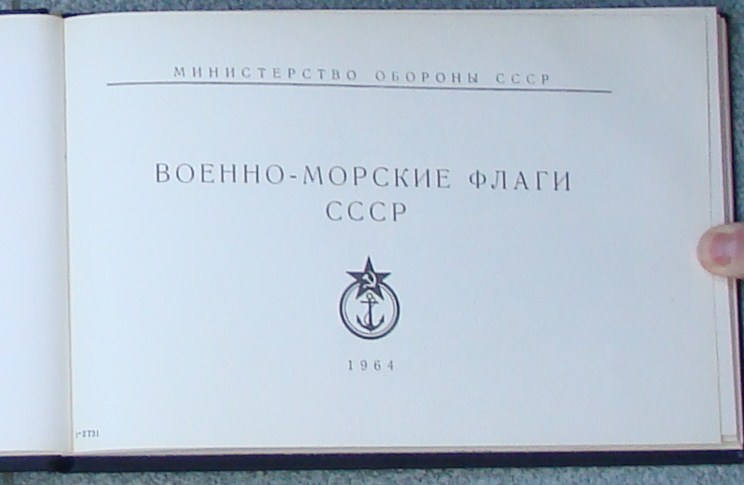 МИНИСТЕРСТВО ОБОРОНЫ СССР
ВОЕННО-МОРСКИЕ ФЛАГИ
СССР
1964